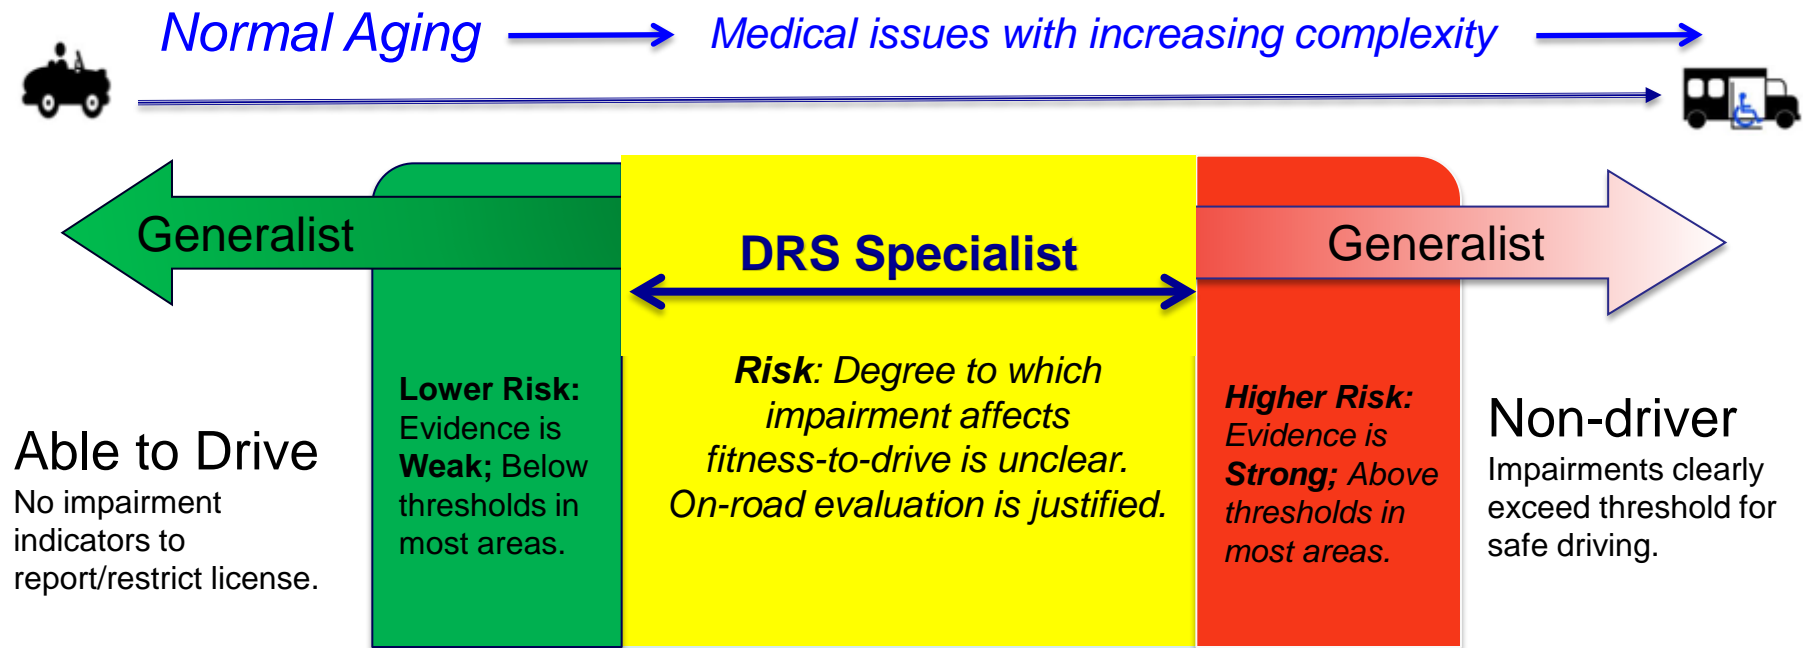 Normal Aging
Medical issues with increasing complexity
Generalist
DRS Specialist
Generalist
Able to Drive
No impairment
indicators to
report/restrict license.
Lower Risk:
Evidence is
Weak; Below
thresholds in
most areas.
Risk: Degree to which
impairment affects
fitness-to-drive is unclear.
On-road evaluation is justified.
Higher Risk:
Evidence is
Strong; Above
thresholds in
most areas.
Non-driver
Impairments clearly
exceed threshold for
safe driving.